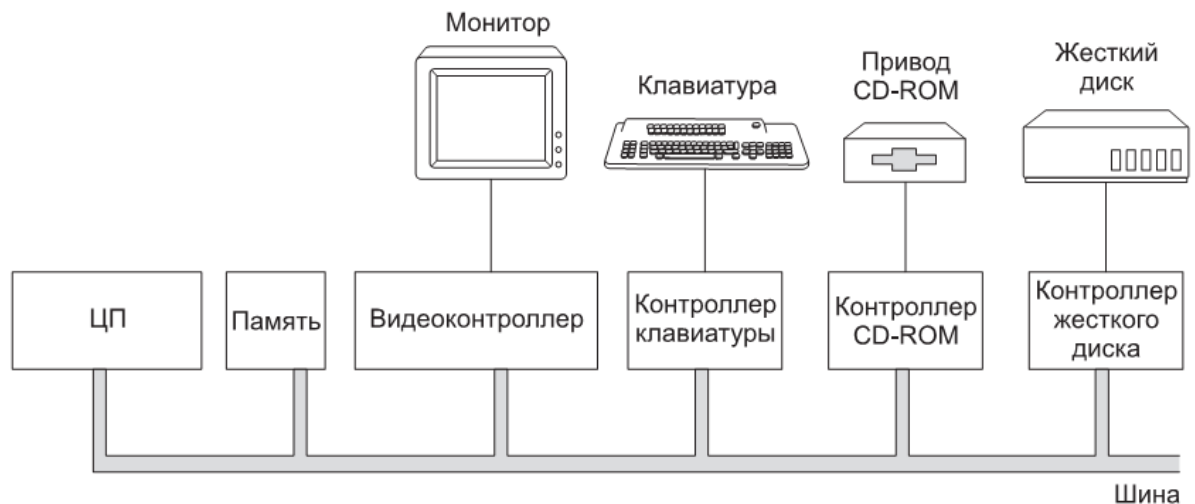 Монитор
Клавиатура
Привод
CD-ROM
Жесткий
диск
ЦП
Память
Видеоконтроллер
Контроллер
клавиатуры
Контроллер
CD-ROM
Контроллер
жесткого
диска
Шина